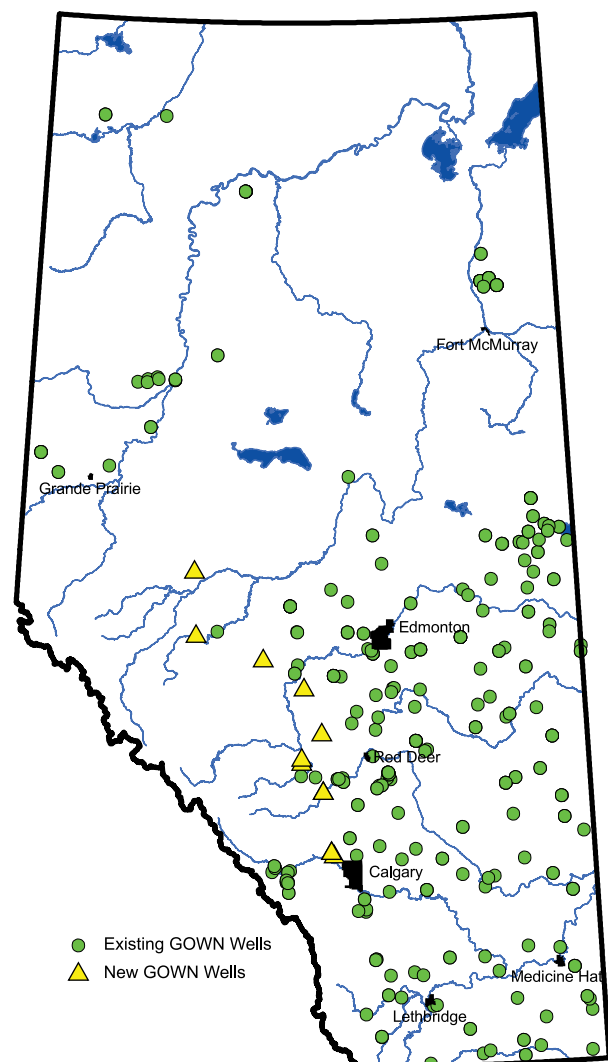 Fort McMurray
Grande Prairie
Edmonton
Red Deer
Calgary
Existing GOWN Wells
New GOWN Wells
Medicine Hat
Lethbridge